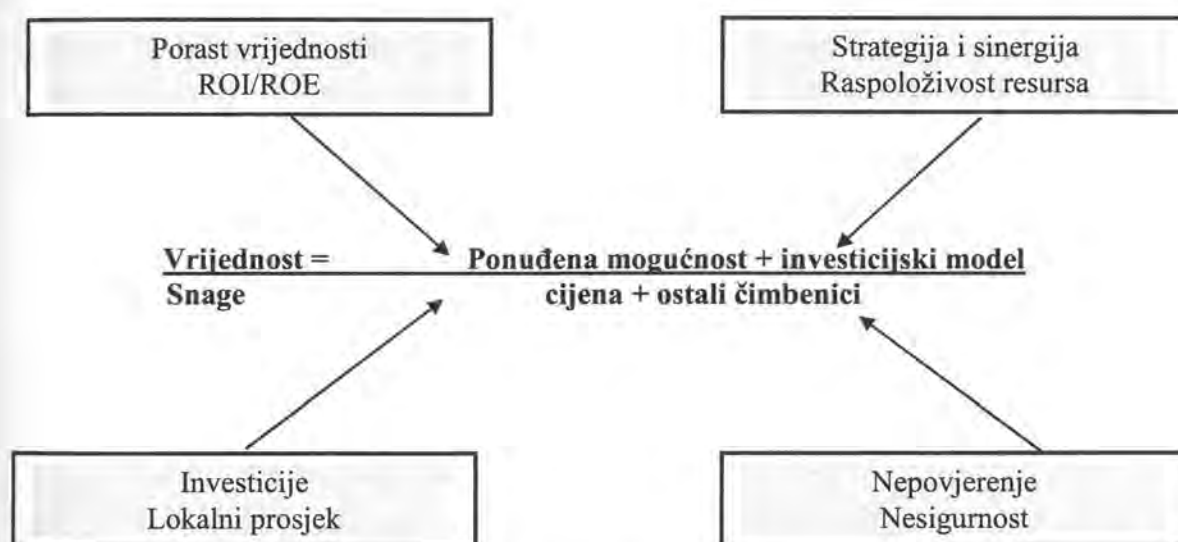 Porast vrijednosti
ROI/ROE
Strategija i sinergija
Raspoloživost resursa
Vrijednost = Ponuđena mogućnost + investicijski model
Snage cijena + ostali čimbenici
Investicije
Lokalni prosjek
Nepovjerenje
Nesigurnost